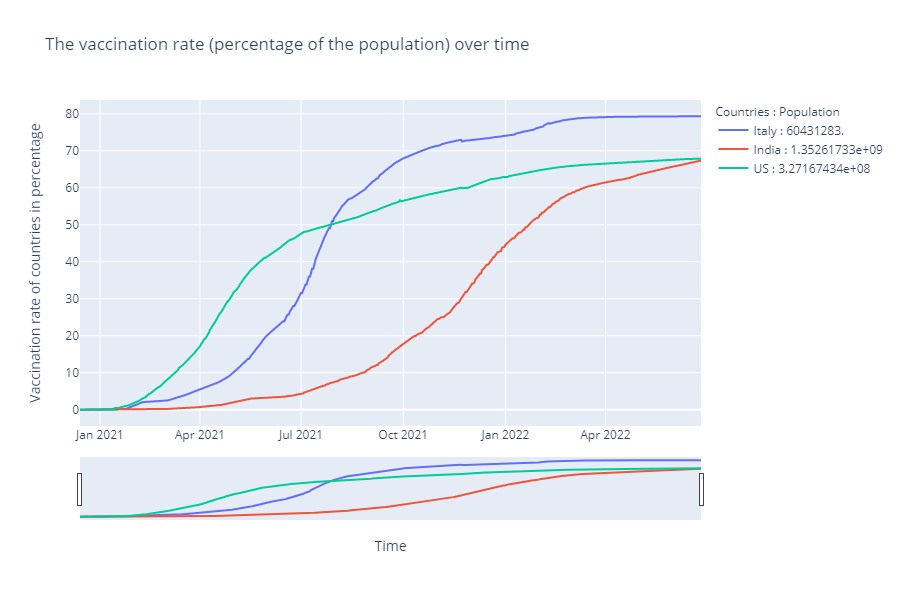 The vaccination rate (percentage of the population) over time
Vaccination rate of countries in percentage
80
70
60
50
40
30
20
10
0
Jan 2021
Apr 2021
Jul 2021
Oct 2021
Jan 2022
Apr 2022
Time
Countries : Population
Italy : 60431283.
India : 1.35261733e+09
US : 3.27167434e+08